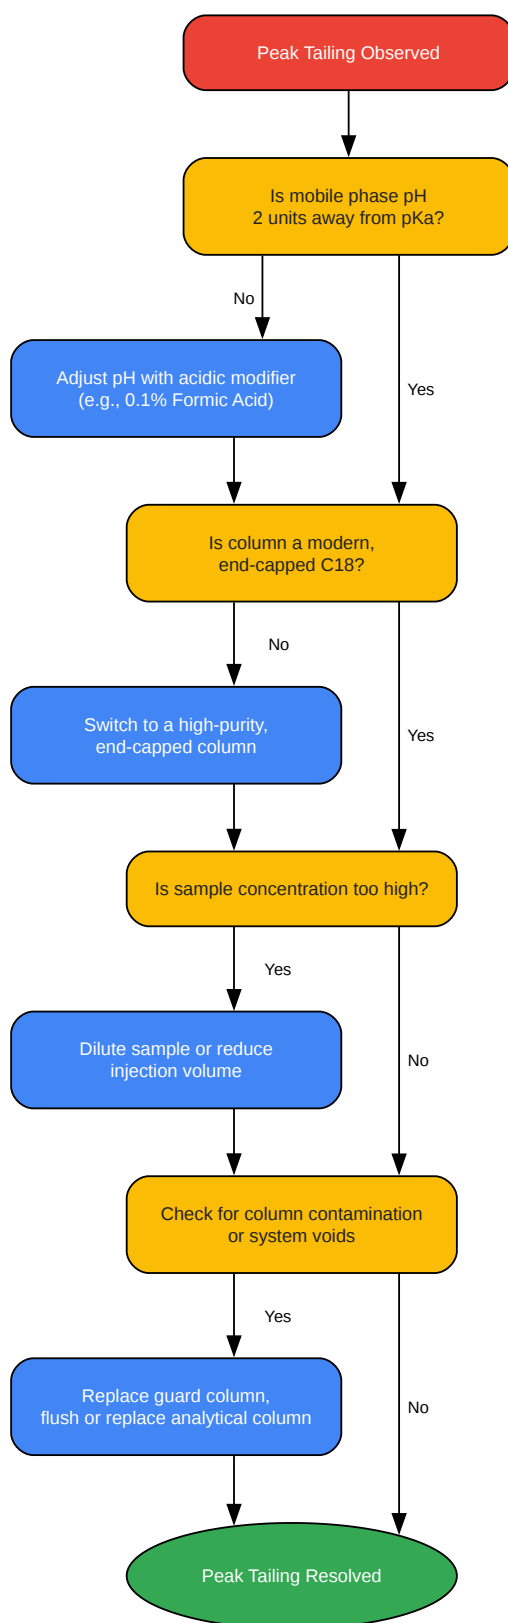 Peak Tailing Observed
Is mobile phase pH
2 units away from pKa?
No
Adjust pH with acidic modifier
(e.g., 0.1% Formic Acid)
Yes
Is column a modern,
end-capped C18?
No
Switch to a high-purity,
end-capped column
Yes
Is sample concentration too high?
Yes
Dilute sample or reduce
injection volume
No
Check for column contamination
or system voids
Yes
Replace guard column,
flush or replace analytical column
No
Peak Tailing Resolved